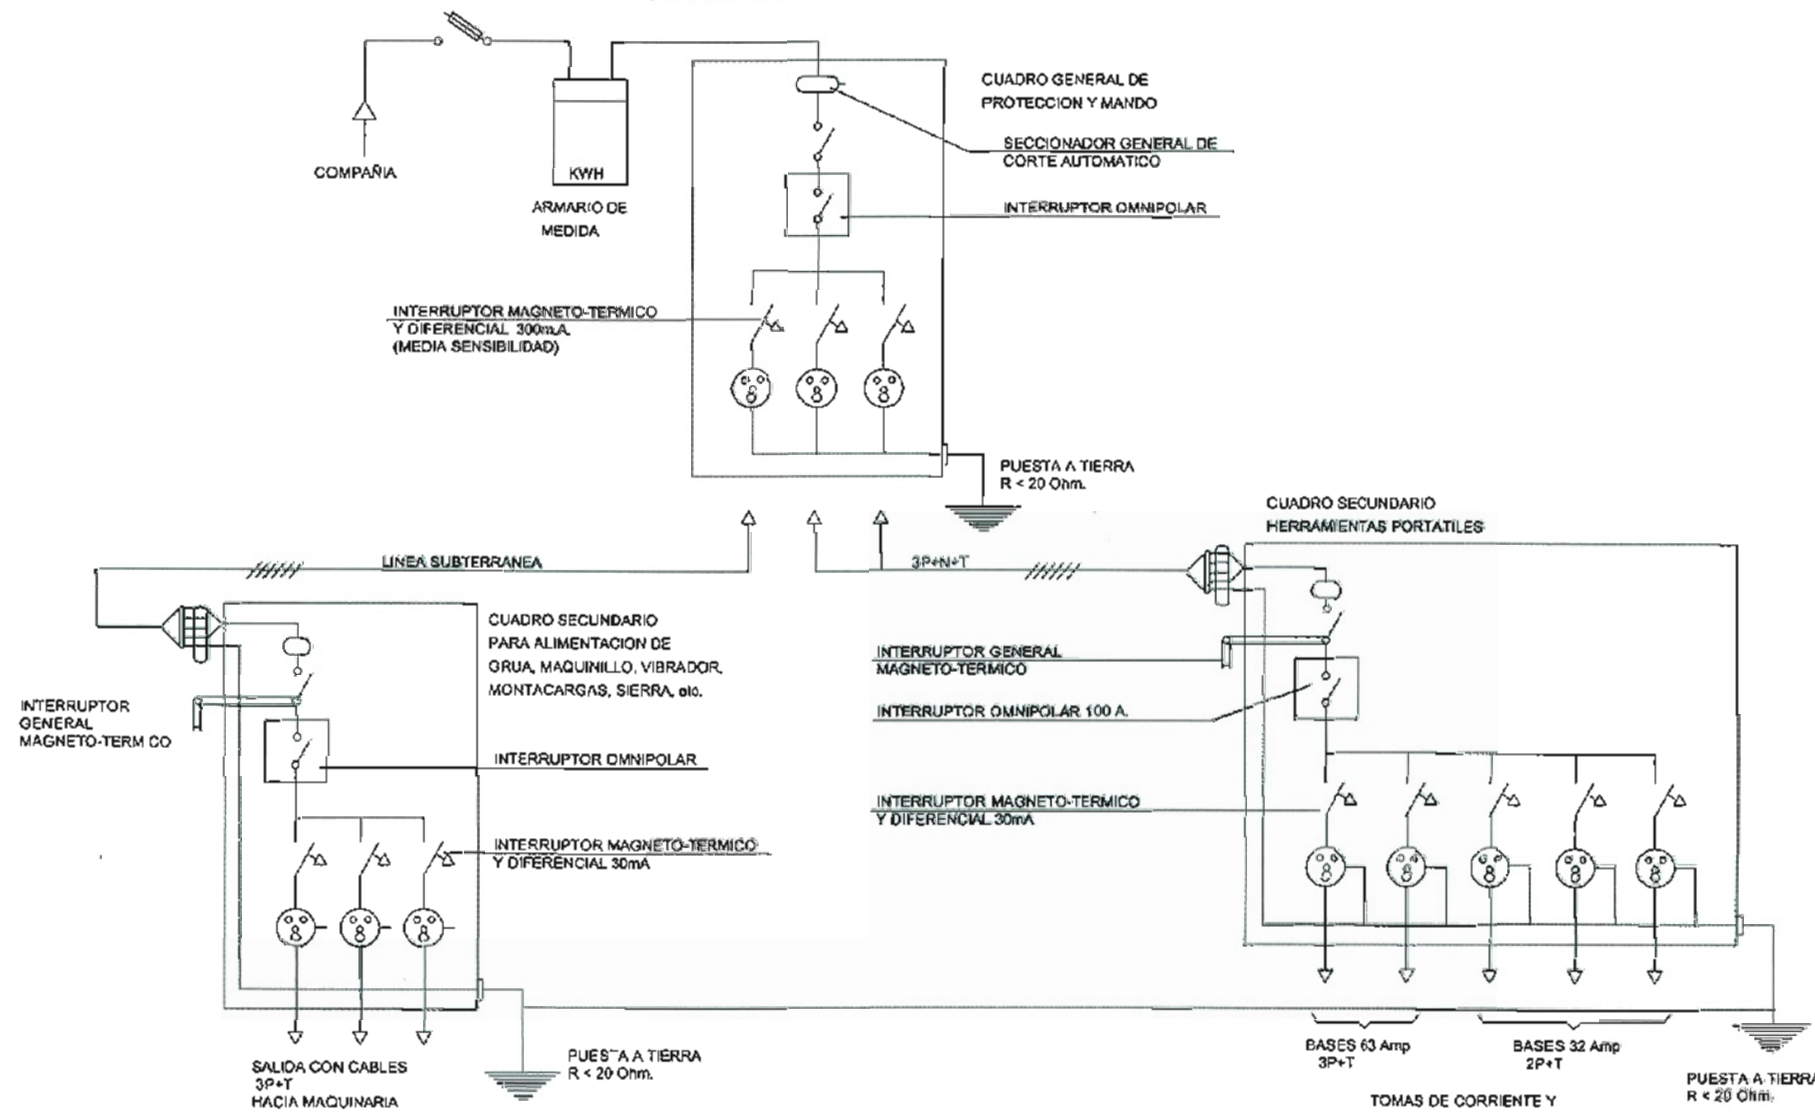 COMPAÑIA
KWH
ARMARIO DE
MEDIDA
CUADRO GENERAL DE
PROTECCION Y MANDO
SECCIONADOR GENERAL DE
CORTE AUTOMATICO
INTERRUPTOR OMNIPOLAR
INTERRUPTOR MAGNETO-TERMICO
Y DIFERENCIAL 300mA.
(MEDIA SENSIBILIDAD)
PUESTA A TIERRA
R < 20 Ohm.
LINEA SUBTERRANEA
3P+N+T
CUADRO SECUNDARIO
HERRAMIENTAS PORTATILES
CUADRO SECUNDARIO
PARA ALIMENTACION DE
GRUA, MAQUINILLO, VIBRADOR,
MONTACARGAS, SIERRA, etc.
INTERRUPTOR
GENERAL
MAGNETO-TERM CO
INTERRUPTOR OMNIPOLAR
INTERRUPTOR MAGNETO-TERMICO
Y DIFERENCIAL 30mA
INTERRUPTOR GENERAL
MAGNETO-TERMICO
INTERRUPTOR OMNIPOLAR 100 A.
INTERRUPTOR MAGNETO-TERMICO
Y DIFERENCIAL 30mA
SALIDA CON CABLES
3P+T
HACIA MAQUINARIA
PUESTA A TIERRA
R < 20 Ohm.
BASES 63 Amp
3P+T
BASES 32 Amp
2P+T
TOMAS DE CORRIENTE Y
PUESTA A TIERRA
R < 20 Ohm.